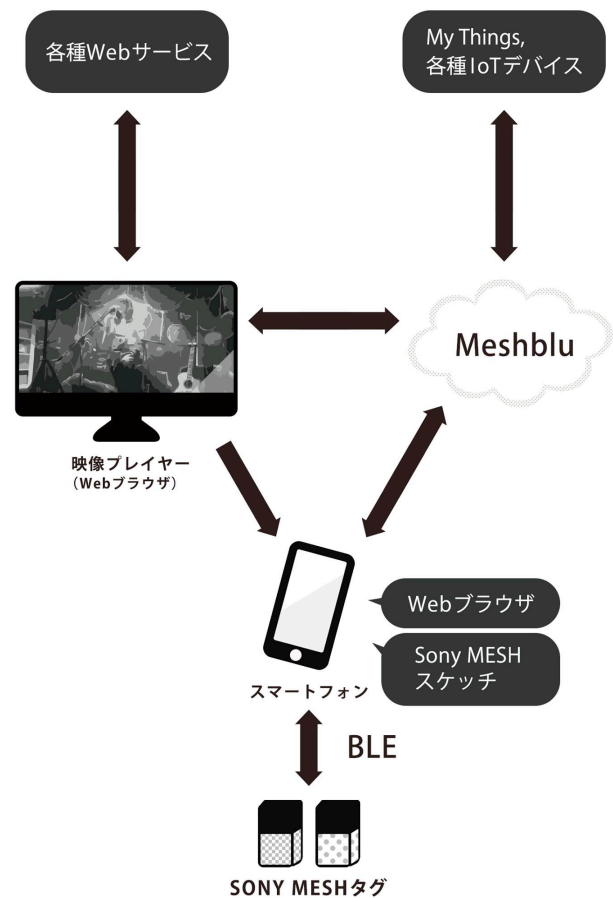 各種Webサービス
My Things,
各種IoTデバイス
Meshblu
映像プレイヤー
（Webブラウザ）
Webブラウザ
Sony MESH
スケッチ
スマートフォン
BLE
SONY MESHタグ